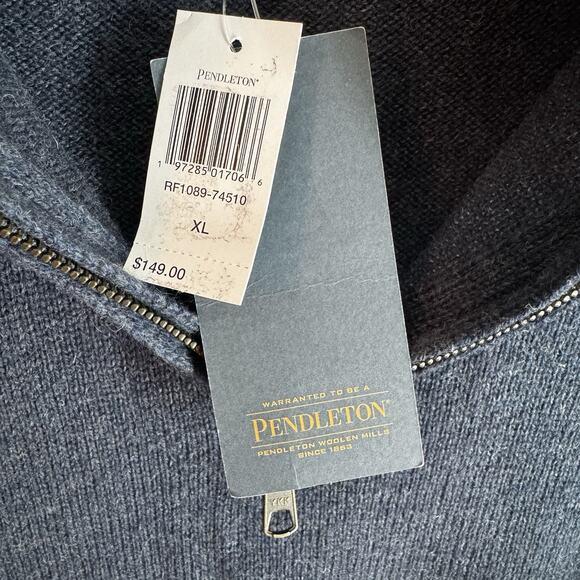 PENDLETON®
1 97285 01706 6
RF1089-74510
XL
$149.00
WARRANTED TO BE A
PENDLETON®
PENDLETON WOOLEN MILLS
SINCE 1863
YKK